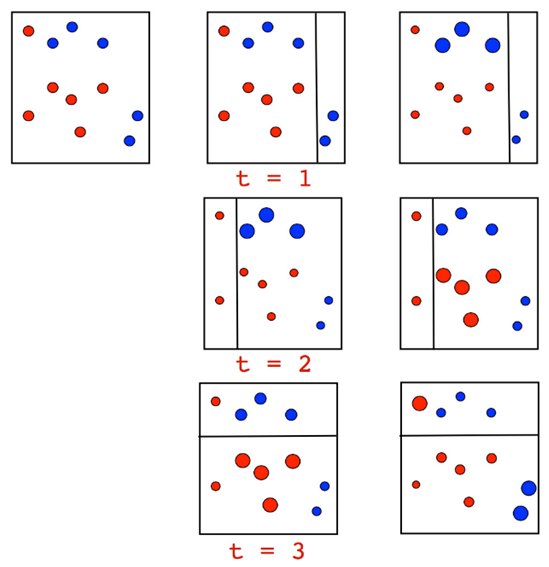 t = 1
t = 2
t = 3